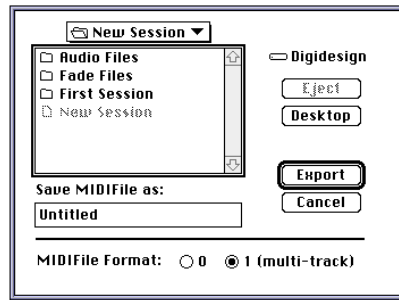 New Session
Audio Files
Fade Files
First Session
New Session
Digidesign
Eject
Desktop
Save MIDIFile as:
Untitled
Export
Cancel
MIDIFile Format: 0 1 (multi-track)